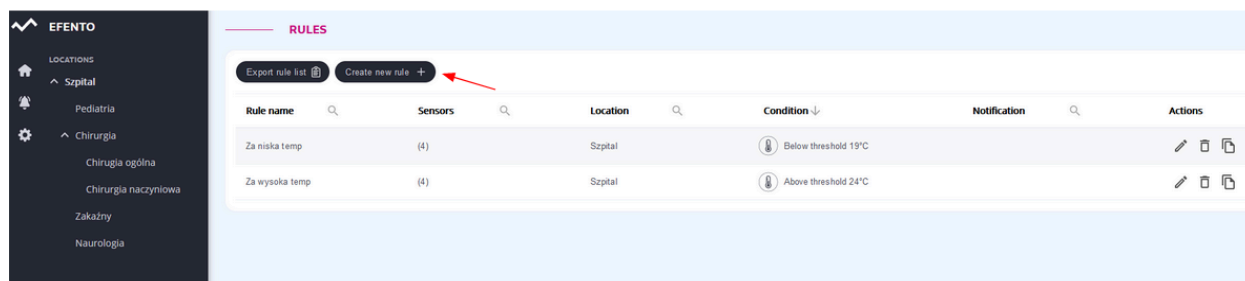 EFENTO
LOCATIONS
Szpital
Pediatria
Chirurgia
Chirugia ogólna
Chirurgia naczyniowa
Zakaźny
Naurologia
RULES
Export rule list Create new rule +
Rule name Sensors Location Condition Notification Actions
Za niska temp (4) Szpital Below threshold 19°C
Za wysoka temp (4) Szpital Above threshold 24°C